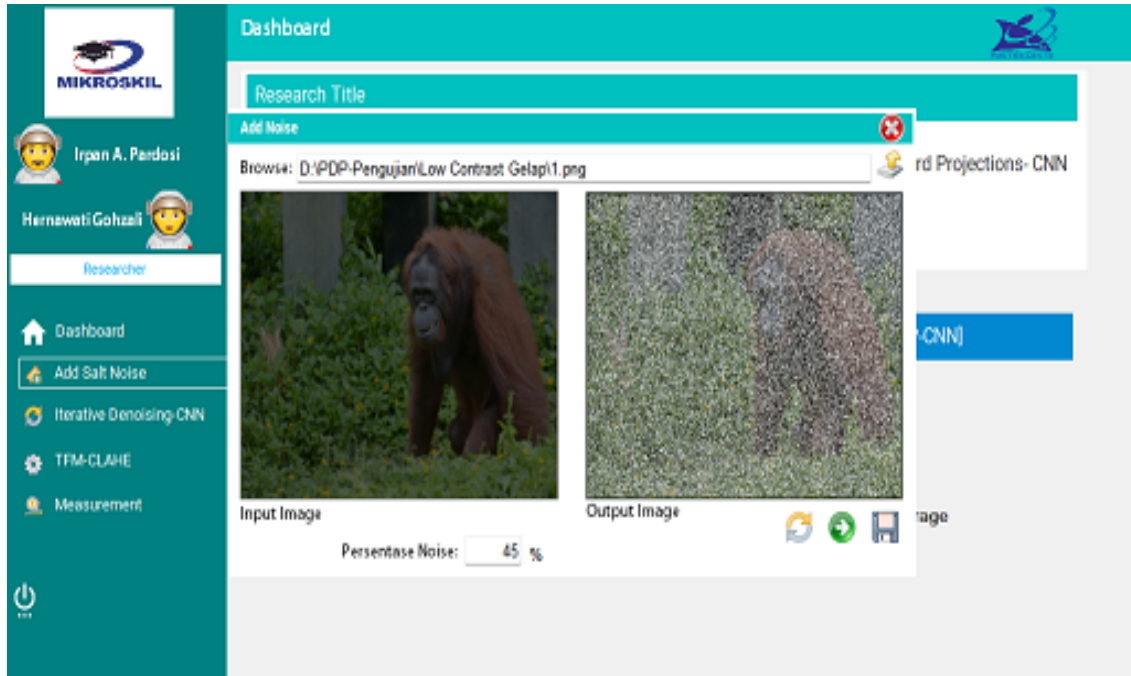 MIKROSKIL
Irpan A. Pardosi
Hernawati Gohzali
Researcher
Dashboard
Add Salt Noise
Iterative Denoising-CNN
TFM-CLAHE
Measurement
Dashboard
Research Title
Add Noise
Browse: D:\PDP-Pengujian\Low Contrast Gelap\1.png
rd Projections- CNN
-CNN]
Input Image
Output Image
rage
Persentase Noise: 45 %